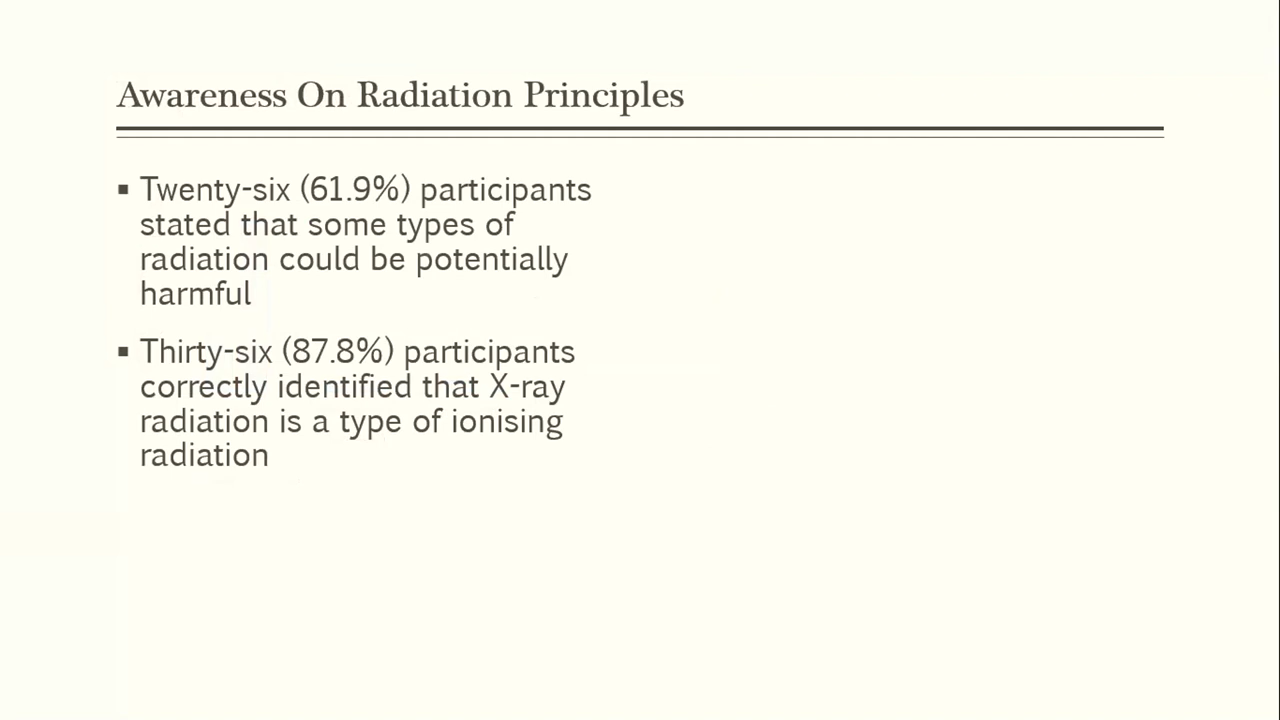 Awareness On Radiation Principles
▪ Twenty-six (61.9%) participants
stated that some types of
radiation could be potentially
harmful
▪ Thirty-six (87.8%) participants
correctly identified that X-ray
radiation is a type of ionising
radiation